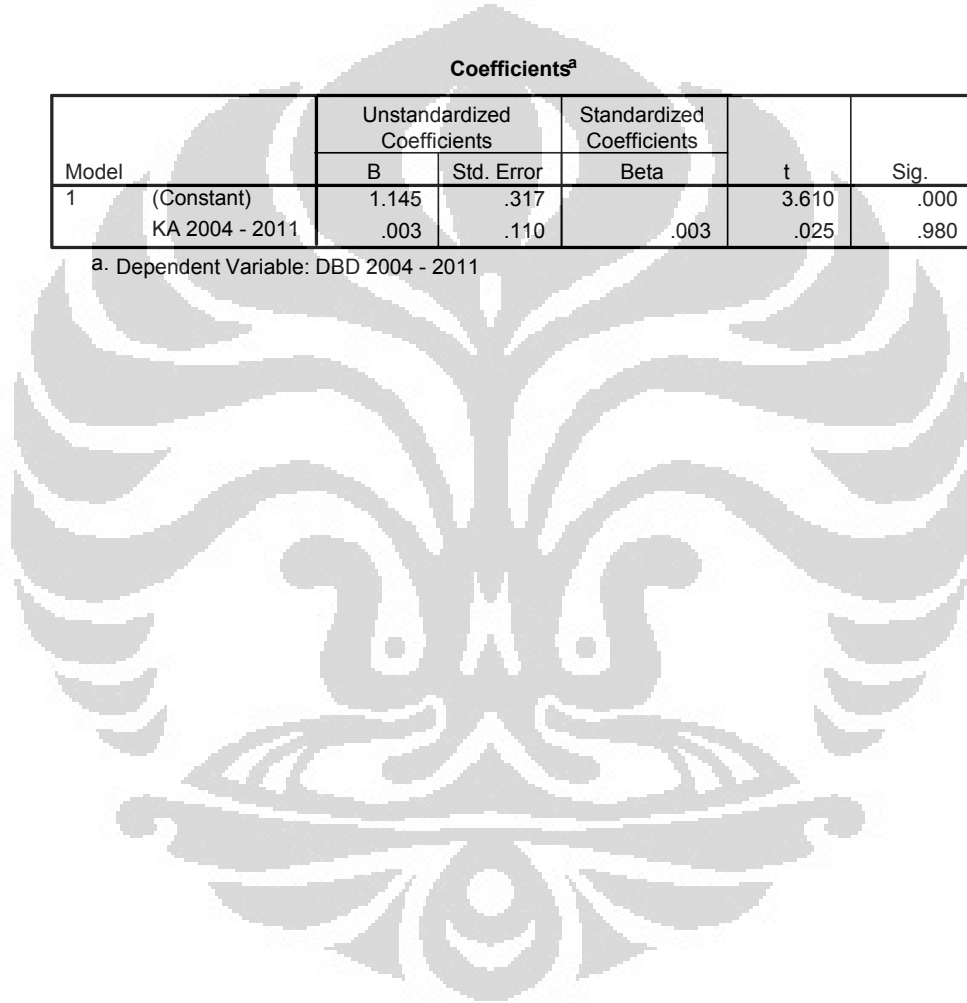 Coefficientsª
Unstandardized Coefficients Standardized Coefficients
Model B Std. Error Beta t Sig.
1 (Constant) 1.145 .317 3.610 .000
KA 2004 - 2011 .003 .110 .003 .025 .980
a. Dependent Variable: DBD 2004 - 2011